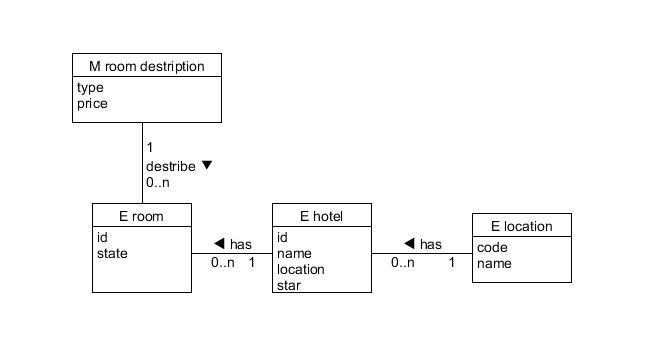 M room destription
type
price
1
destribe ▼
0..n
E room
id
state
◀ has
0..n 1
E hotel
id
name
location
star
◀ has
0..n 1
E location
code
name